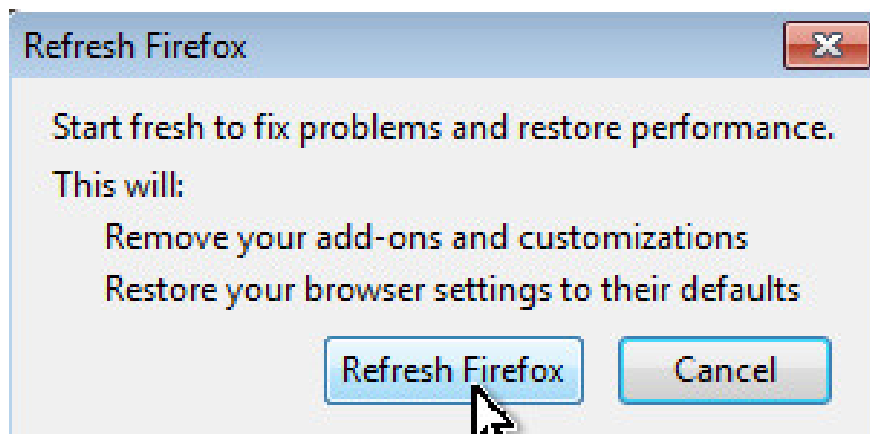 Refresh Firefox
Start fresh to fix problems and restore performance.
This will:
Remove your add-ons and customizations
Restore your browser settings to their defaults
Refresh Firefox
Cancel